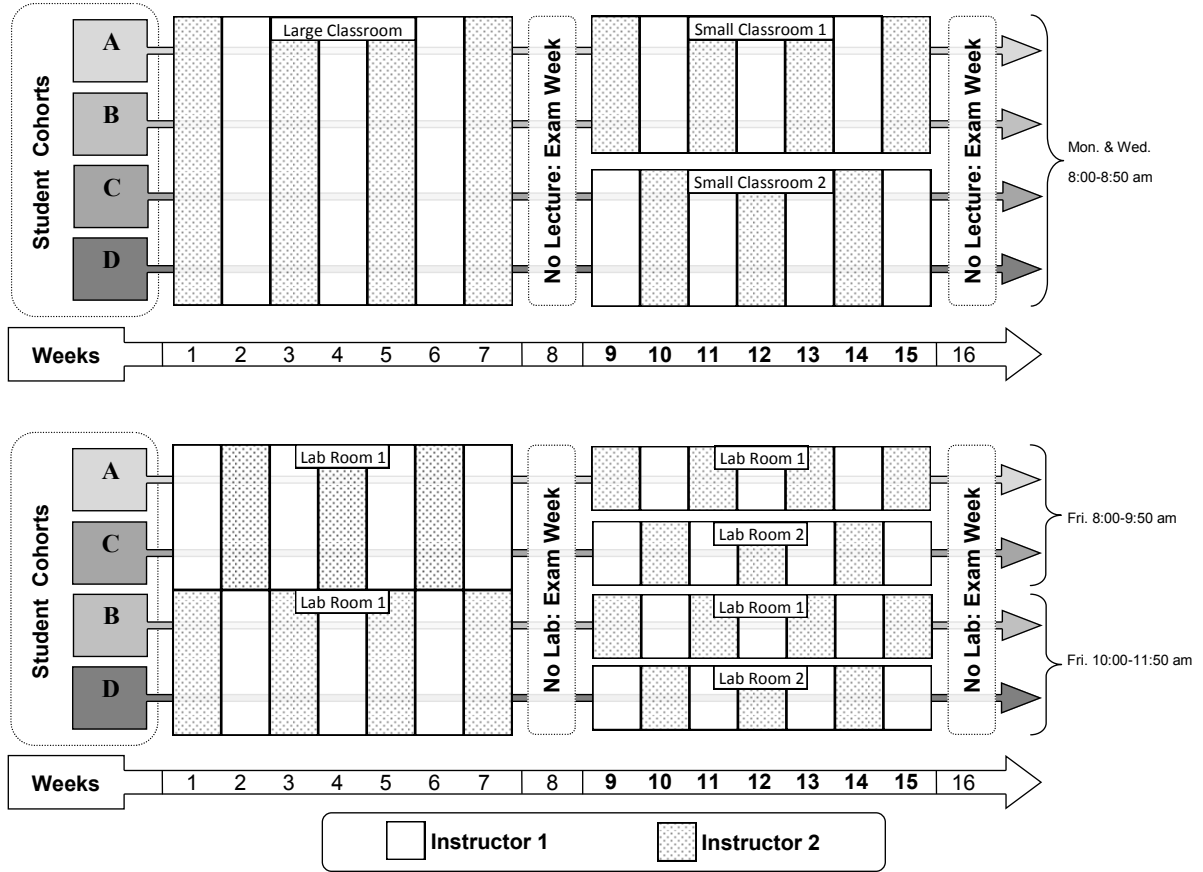 Student Cohorts
A
B
C
D
Large Classroom
No Lecture: Exam Week
Small Classroom 1
Small Classroom 2
No Lecture: Exam Week
Mon. & Wed.
8:00-8:50 am
Weeks 1 2 3 4 5 6 7 8 9 10 11 12 13 14 15 16
Student Cohorts
A
C
B
D
Lab Room 1
Lab Room 1
No Lab: Exam Week
Lab Room 1
Lab Room 2
Lab Room 1
Lab Room 2
No Lab: Exam Week
Fri. 8:00-9:50 am
Fri. 10:00-11:50 am
Weeks 1 2 3 4 5 6 7 8 9 10 11 12 13 14 15 16
Instructor 1 Instructor 2